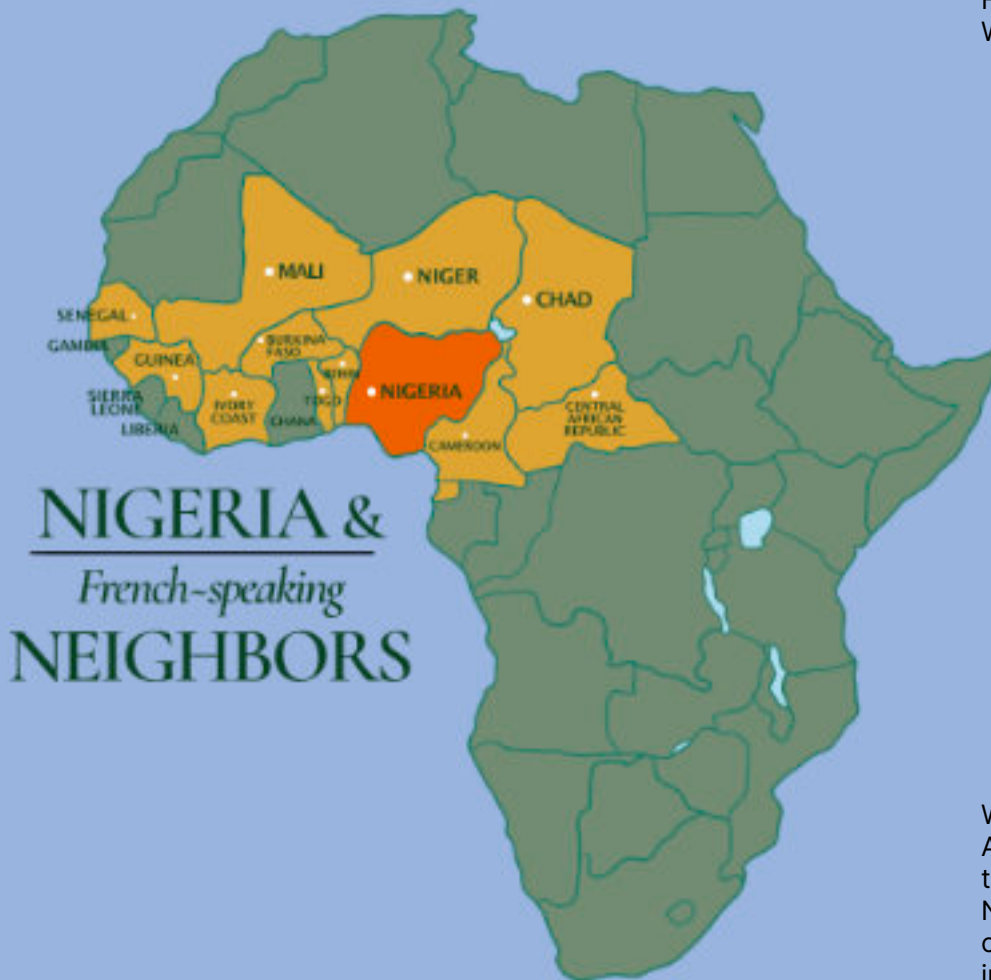 MALI
NIGER
CHAD
SENEGAL
GAMBIA
GUINEA
BURKINA
FASO
BENIN
NIGERIA
SIERRA
LEONE
LIBERIA
IVORY
COAST
GHANA
TOGO
CENTRAL
AFRICAN
REPUBLIC
CAMEROON
NIGERIA &
French-speaking
NEIGHBORS